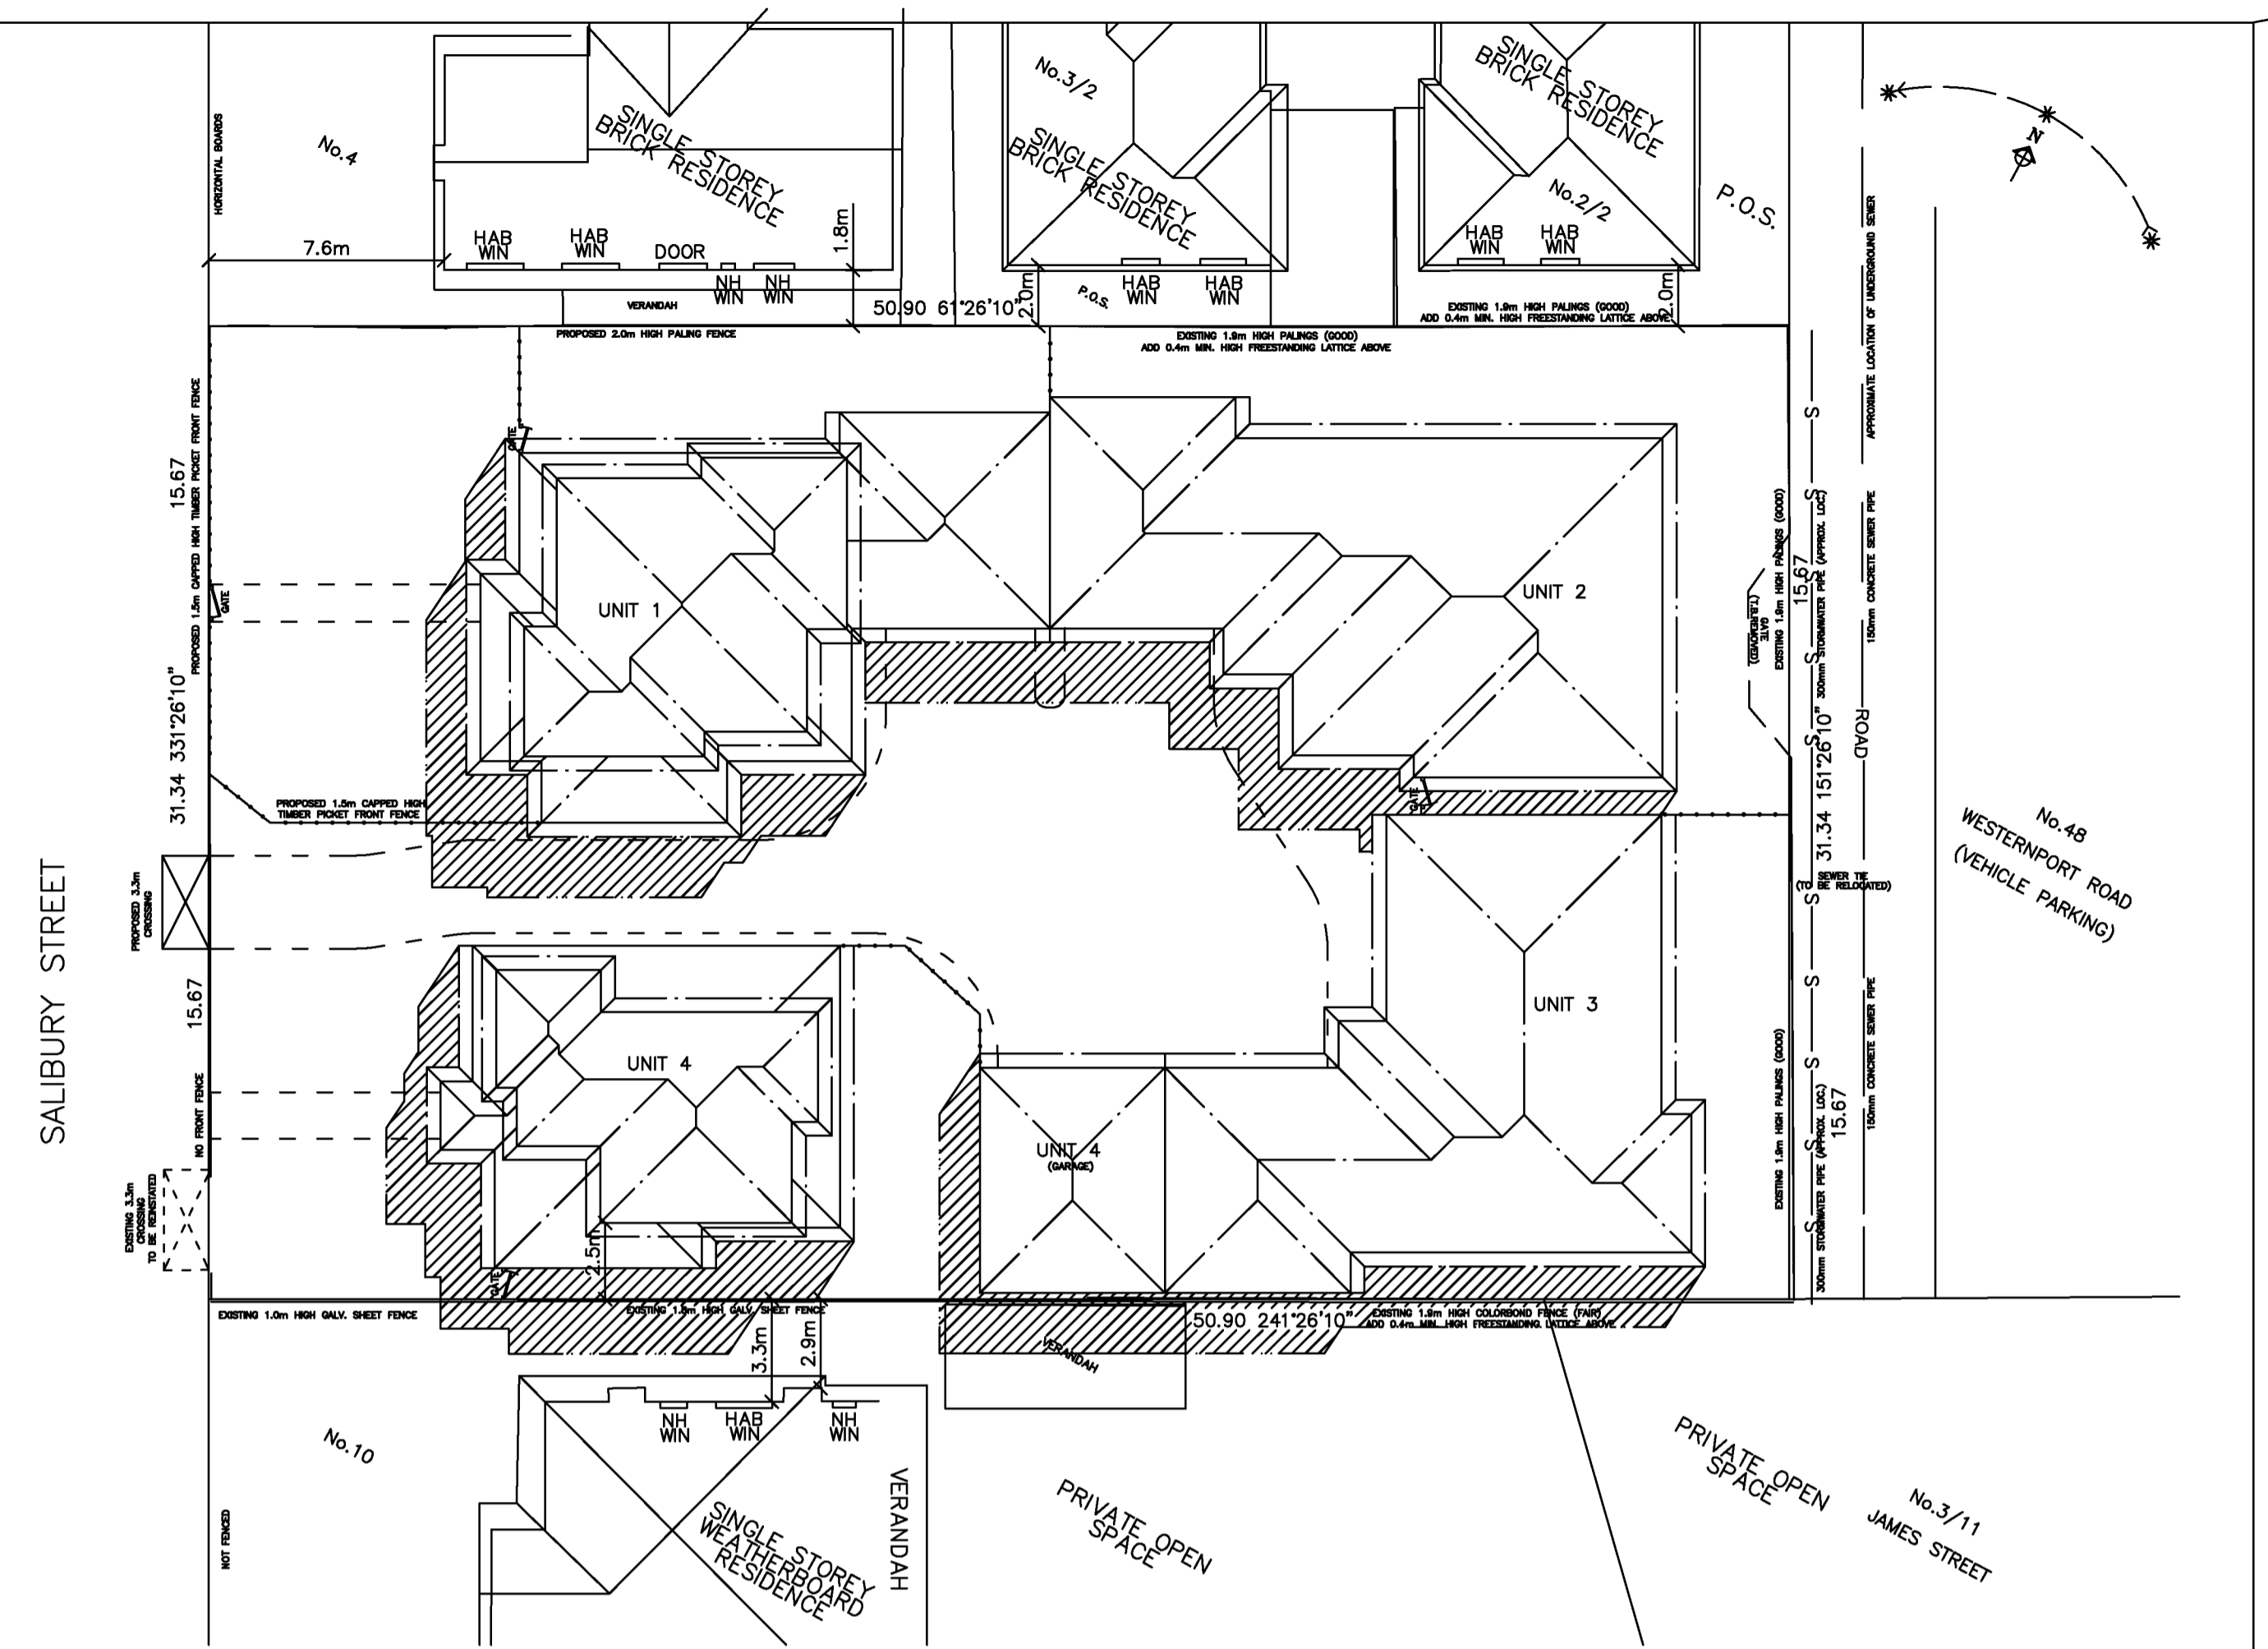 HORIZONTAL BOARDS
No.4
SINGLE STOREY
BRICK RESIDENCE
7.6m
HAB
WIN
HAB
WIN
DOOR
NH
WIN
NH
WIN
1.8m
VERANDAH
50.90 61°26'10"
No.3/2
SINGLE STOREY
BRICK RESIDENCE
P.O.S.
HAB
WIN
HAB
WIN
2.0m
SINGLE STOREY
BRICK RESIDENCE
No.2/2
HAB
WIN
HAB
WIN
2.0m
P.O.S.
N
EXISTING 1.9m HIGH PALINGS (GOOD)
ADD 0.4m MIN. HIGH FREESTANDING LATTICE ABOVE
PROPOSED 2.0m HIGH PALING FENCE
EXISTING 1.9m HIGH PALINGS (GOOD)
ADD 0.4m MIN. HIGH FREESTANDING LATTICE ABOVE
APPROXIMATE LOCATION OF UNDERGROUND SEWER
150mm CONCRETE SEWER PIPE
ROAD
150mm CONCRETE SEWER PIPE
15.67
PROPOSED 1.5m CAPPED HIGH TIMBER PICKET FRONT FENCE
31.34 331°26'10"
GATE
GATE
UNIT 1
UNIT 2
EXISTING 1.9m HIGH PALINGS (GOOD)
GATE
(T.B.REMOVED)
15.67
300mm STORMWATER PIPE (APPROX. LOC.)
S
S
S
S
S
31.34 151°26'10"
GATE
PROPOSED 1.5m CAPPED HIGH
TIMBER PICKET FRONT FENCE
SALIBURY STREET
PROPOSED 3.3m
CROSSING
15.67
NO FRONT FENCE
EXISTING 3.3m
CROSSING
TO BE REINSTATED
SEWER TIE
(TO BE RELOCATED)
No.48
WESTERNPORT ROAD
(VEHICLE PARKING)
UNIT 3
UNIT 4
UNIT 4
(GARAGE)
EXISTING 1.9m HIGH PALINGS (GOOD)
S
S
S
S
S
300mm STORMWATER PIPE (APPROX. LOC.)
15.67
2.5m
GATE
EXISTING 1.0m HIGH GALV. SHEET FENCE
EXISTING 1.8m HIGH GALV. SHEET FENCE
3.3m
2.9m
50.90 241°26'10"
EXISTING 1.9m HIGH COLORBOND FENCE (FAIR)
ADD 0.4m MIN. HIGH FREESTANDING LATTICE ABOVE
VERANDAH
NH
WIN
HAB
WIN
NH
WIN
No.10
NOT FENCED
SINGLE STOREY
WEATHERBOARD
RESIDENCE
VERANDAH
PRIVATE OPEN
SPACE
PRIVATE OPEN
SPACE
No.3/11
JAMES STREET